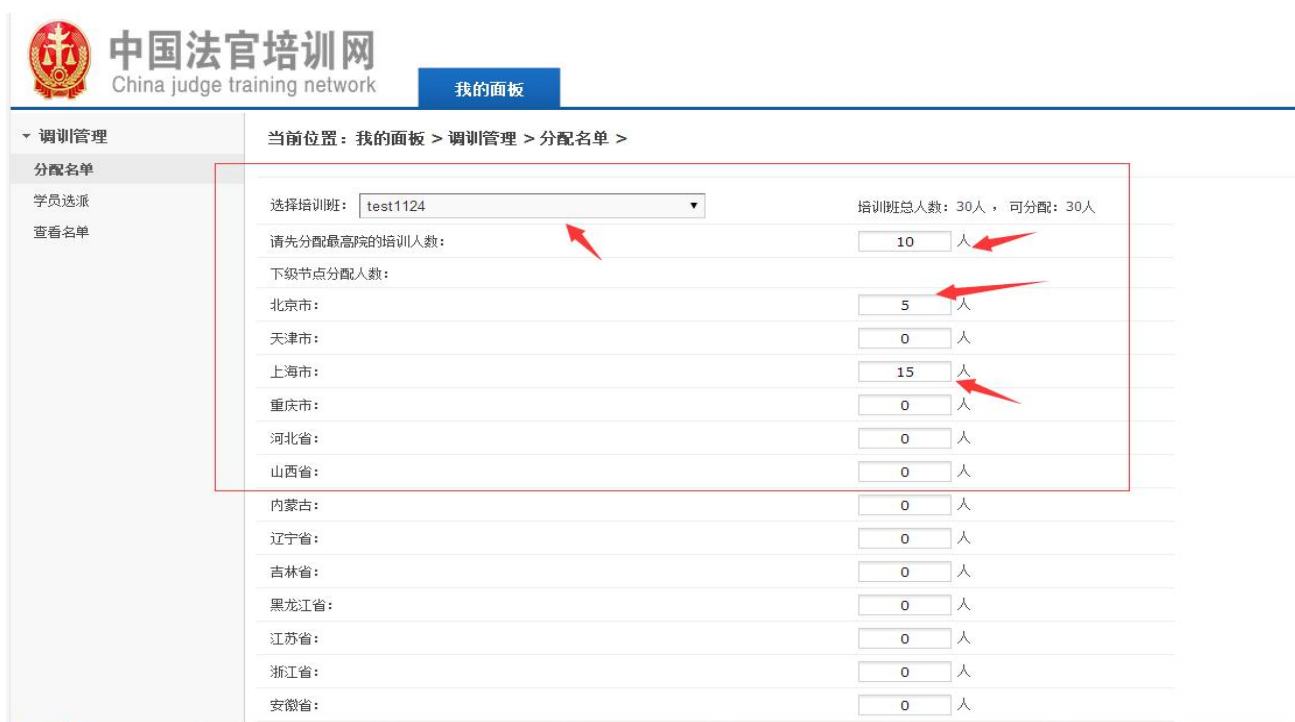 中国法官培训网
China judge training network
我的面板
调训管理
分配名单
学员选派
查看名单
当前位置：我的面板 > 调训管理 > 分配名单 >
选择培训班： test1124 培训班总人数：30人 ， 可分配：30人
请先分配最高院的培训人数： 10 人
下级节点分配人数：
北京市： 5 人
天津市： 0 人
上海市： 15 人
重庆市： 0 人
河北省： 0 人
山西省： 0 人
内蒙古： 0 人
辽宁省： 0 人
吉林省： 0 人
黑龙江省： 0 人
江苏省： 0 人
浙江省： 0 人
安徽省： 0 人